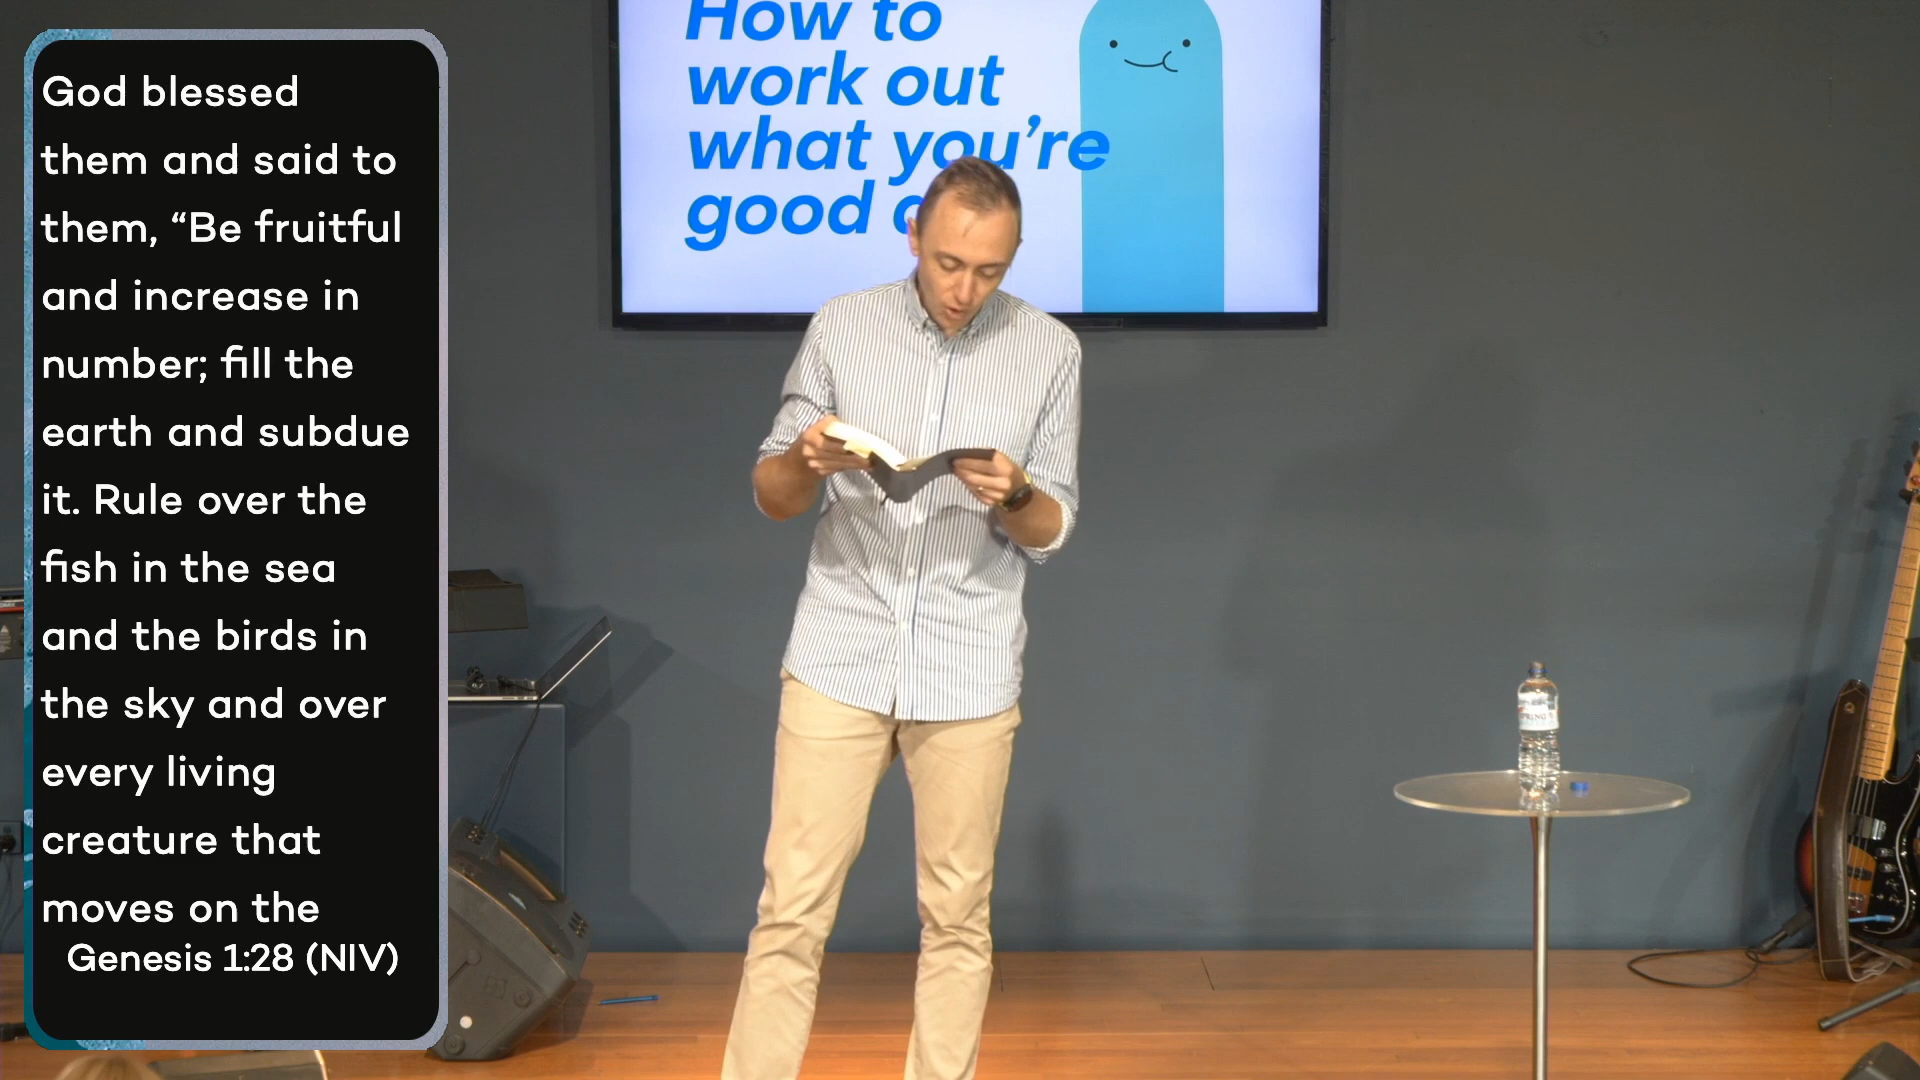 God blessed
them and said to
them, “Be fruitful
and increase in
number; fill the
earth and subdue
it. Rule over the
fish in the sea
and the birds in
the sky and over
every living
creature that
moves on the
Genesis 1:28 (NIV)
How to
work out
what you’re
good